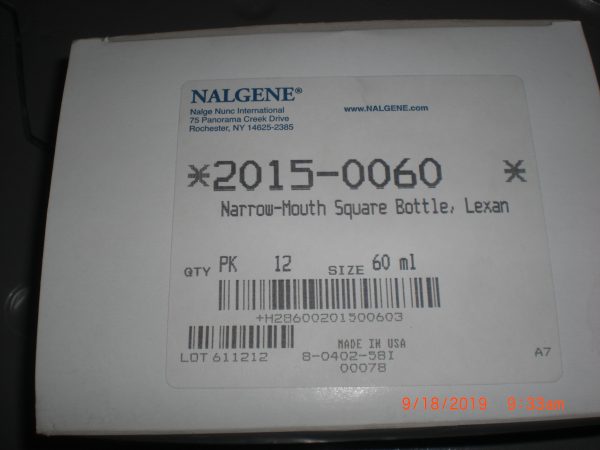 NALGENE®
Nalge Nunc International
75 Panorama Creek Drive
Rochester, NY 14625-2385
www.NALGENE.com
*2015-0060 *
Narrow-Mouth Square Bottle, Lexan
QTY PK 12 SIZE 60 ml
+H28600201500603
MADE IN USA
LOT 611212 8-0402-58I A7
00078
9/18/2019 9:33am